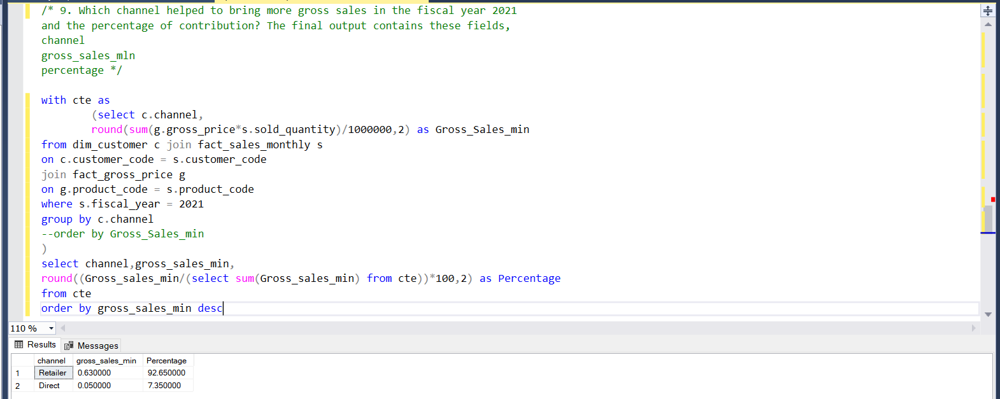 /* 9. Which channel helped to bring more gross sales in the fiscal year 2021
and the percentage of contribution? The final output contains these fields,
channel
gross_sales_mln
percentage */
with cte as
(select c.channel,
round(sum(g.gross_price*s.sold_quantity)/1000000,2) as Gross_Sales_min
from dim_customer c join fact_sales_monthly s
on c.customer_code = s.customer_code
join fact_gross_price g
on g.product_code = s.product_code
where s.fiscal_year = 2021
group by c.channel
--order by Gross_Sales_min
)
select channel,gross_sales_min,
round((Gross_sales_min/(select sum(Gross_sales_min) from cte))*100,2) as Percentage
from cte
order by gross_sales_min desc
110 %
Results Messages
channel gross_sales_min Percentage
1 Retailer 0.630000 92.650000
2 Direct 0.050000 7.350000